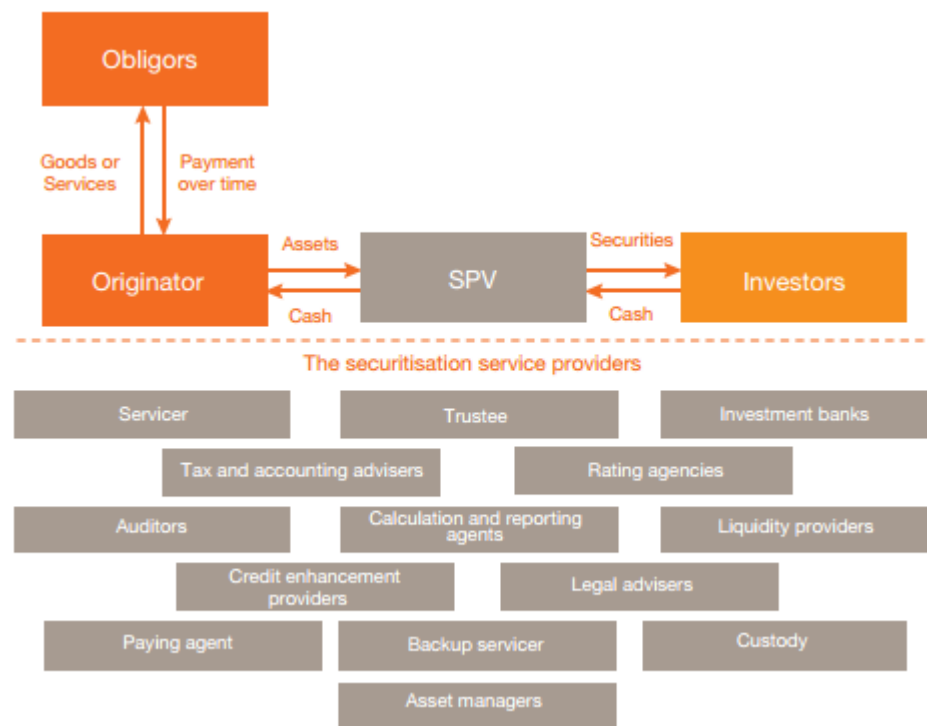 Obligors
Goods or
Services
Payment
over time
Originator
Assets
Cash
SPV
Securities
Cash
Investors
The securitisation service providers
Servicer
Trustee
Investment banks
Tax and accounting advisers
Rating agencies
Auditors
Calculation and reporting
agents
Liquidity providers
Credit enhancement
providers
Legal advisers
Paying agent
Backup servicer
Custody
Asset managers